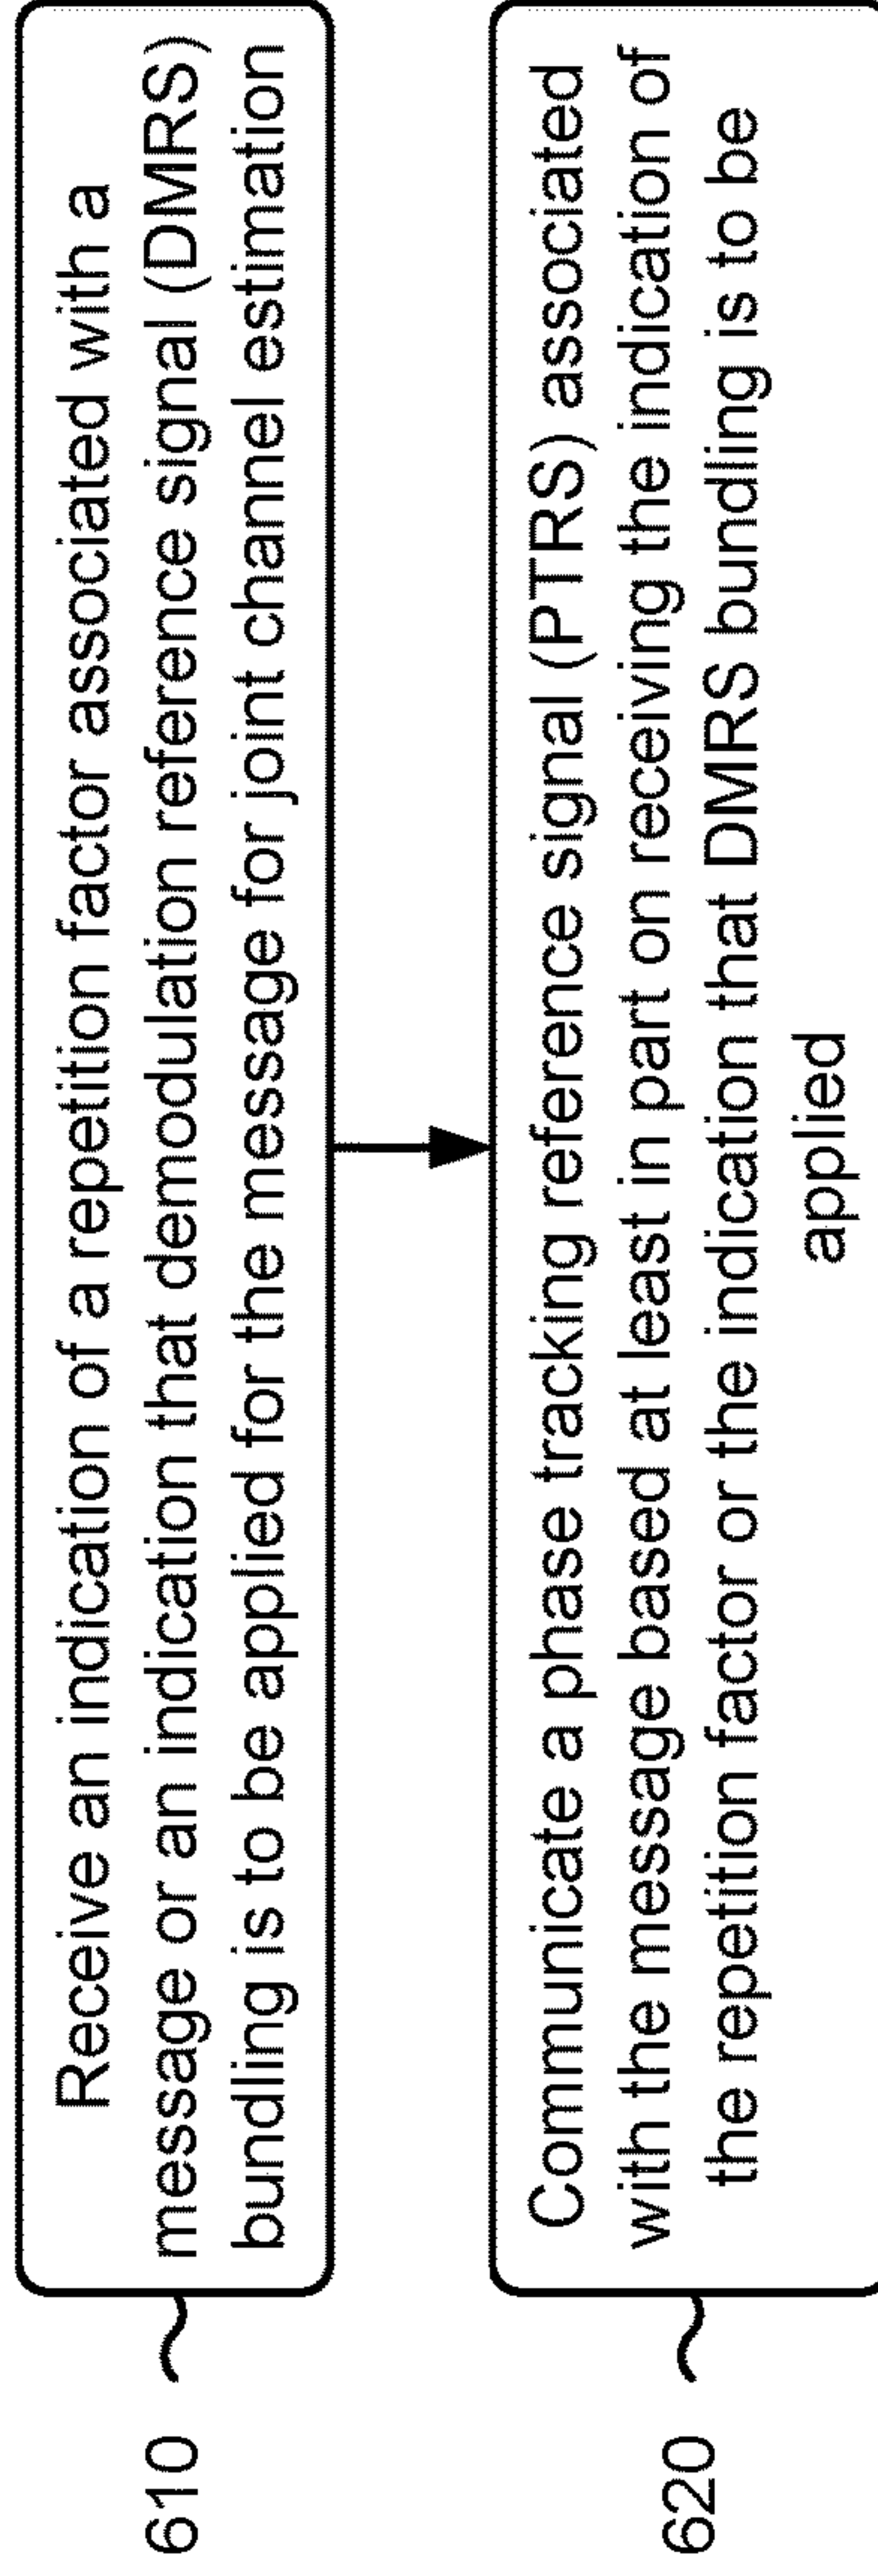 610
Receive an indication of a repetition factor associated with a
message or an indication that demodulation reference signal (DMRS)
bundling is to be applied for the message for joint channel estimation
620
Communicate a phase tracking reference signal (PTRS) associated
with the message based at least in part on receiving the indication of
the repetition factor or the indication that DMRS bundling is to be
applied